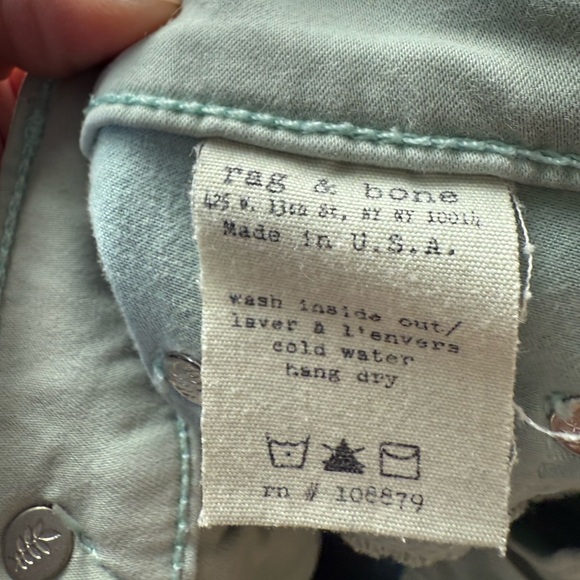 rag & bone
425 W. 13th St, NY NY 10014
Made in U.S.A.
wash inside out/
laver à l'envers
cold water
hang dry
rn # 108879